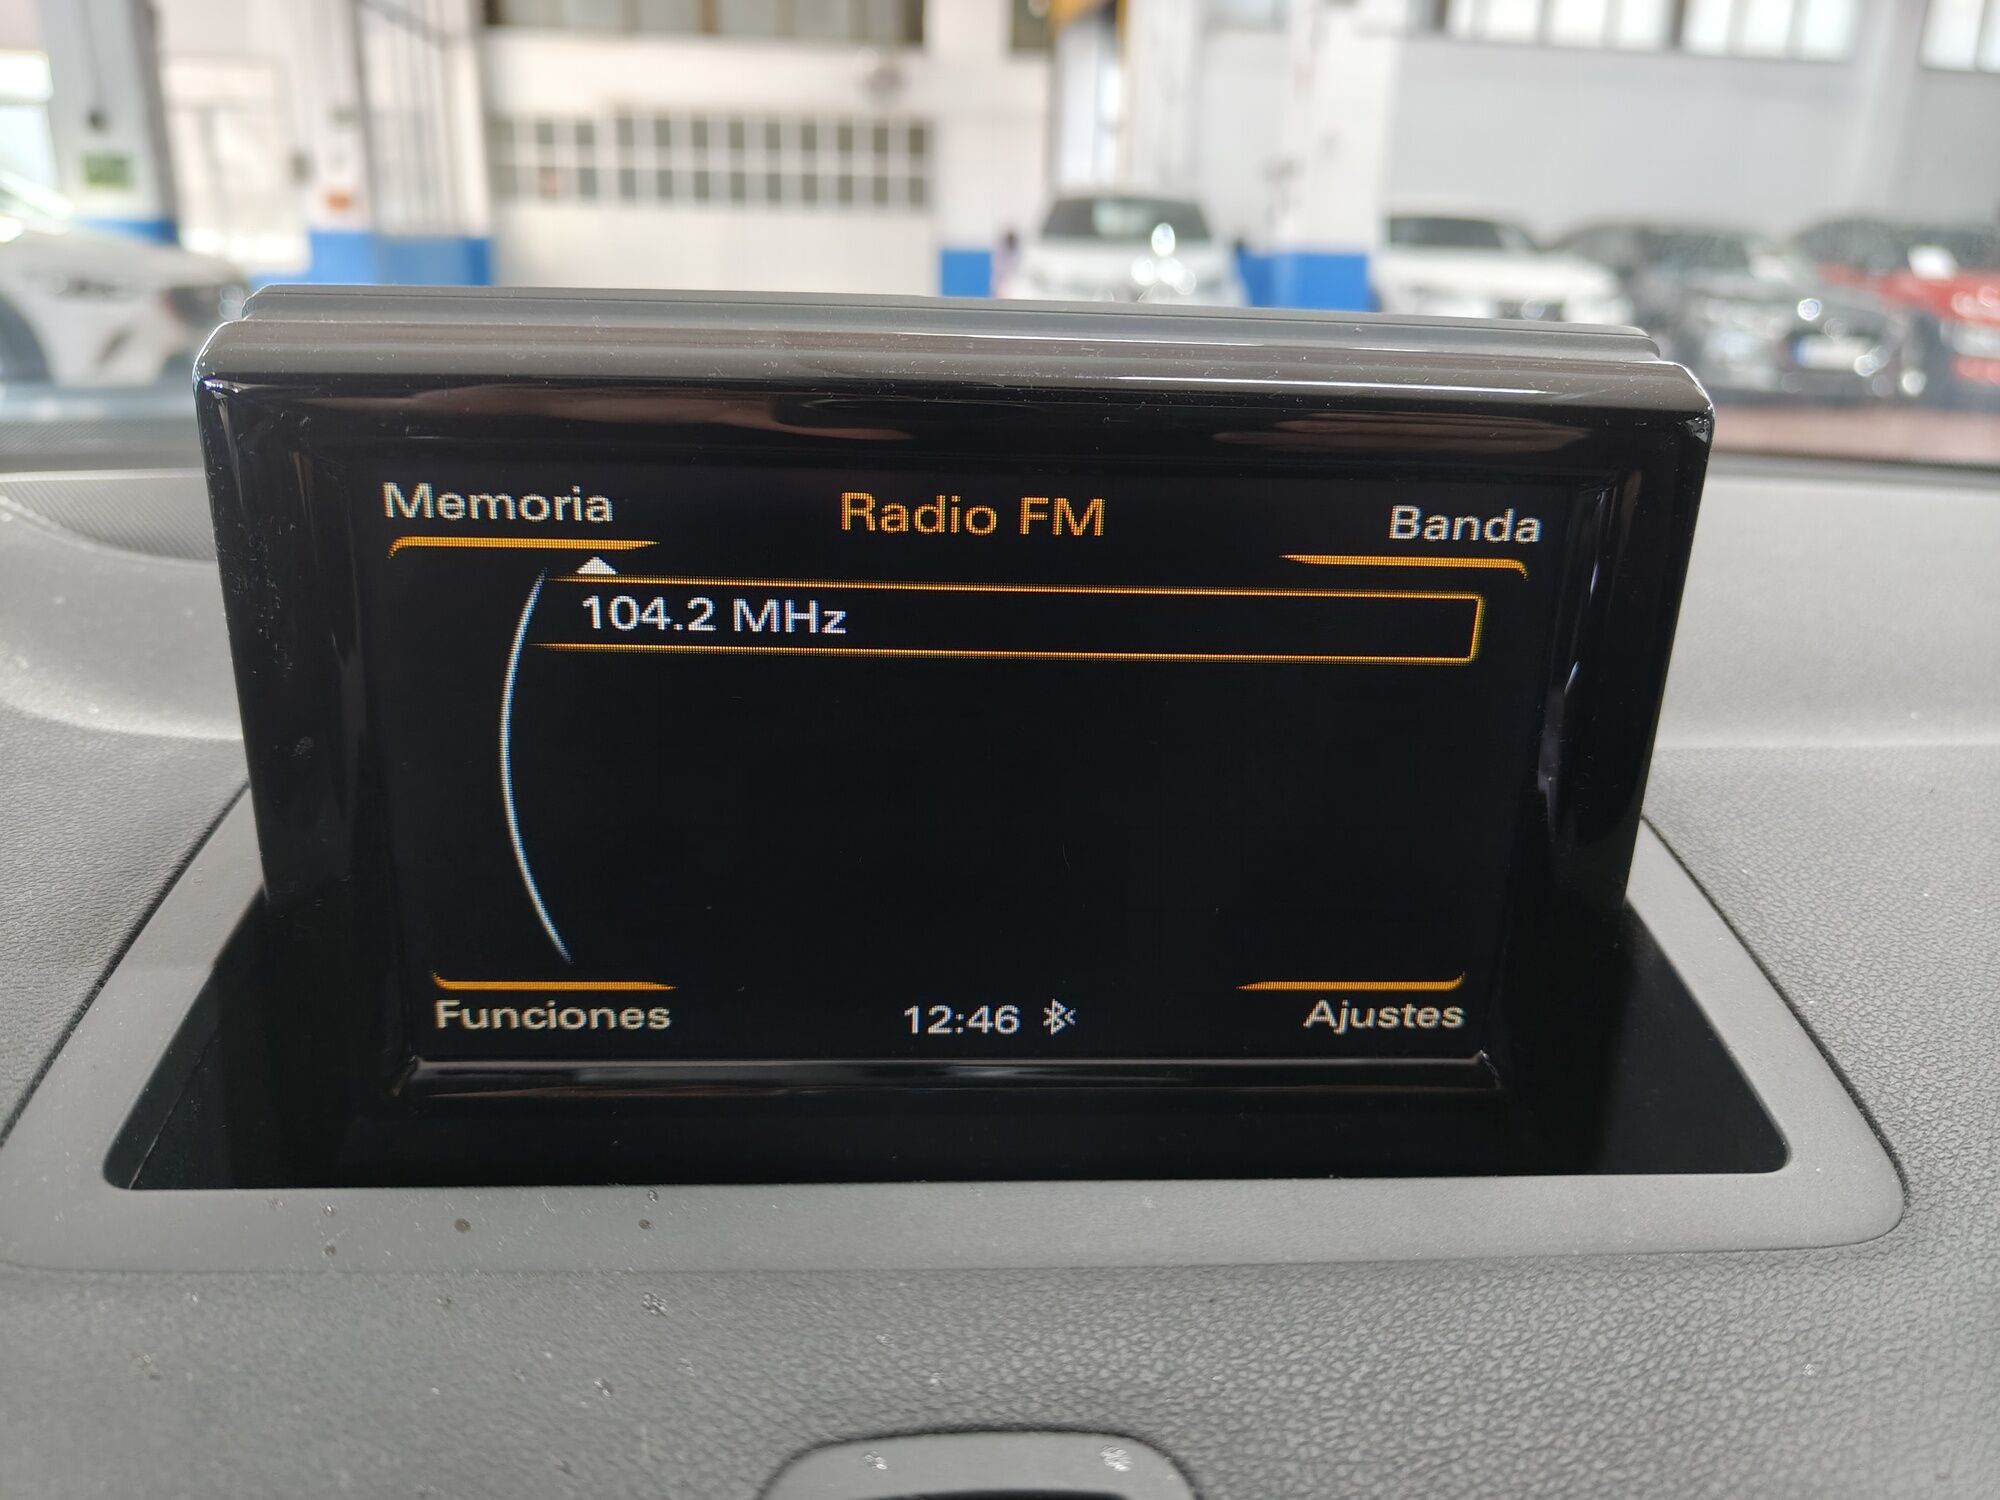 Memoria Radio FM Banda
104.2 MHz
Funciones 12:46 Ajustes